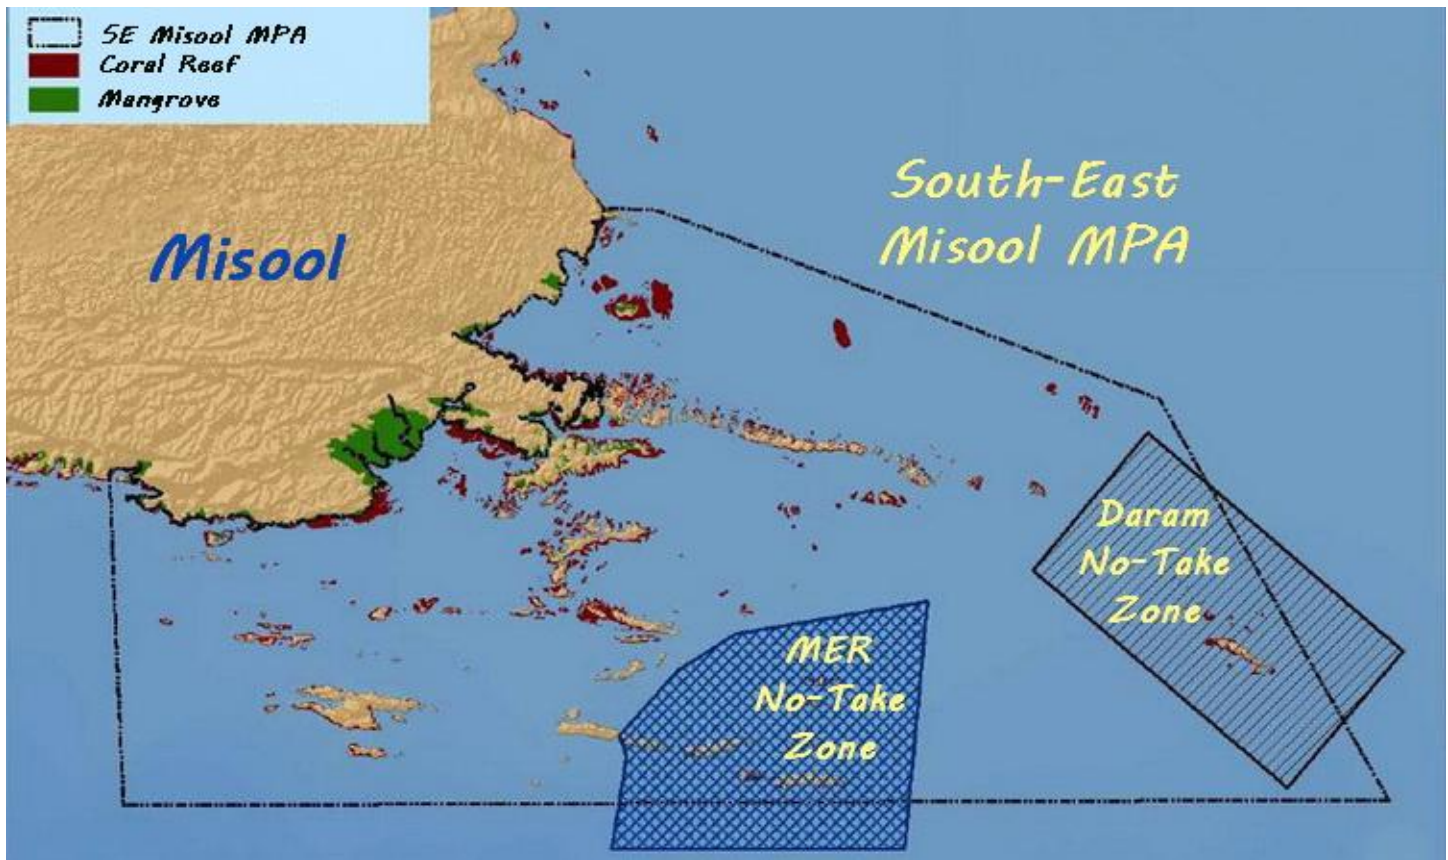 SE Misool MPA
Coral Reef
Mangrove
South-East
Misool MPA
Misool
Daram
No-Take
Zone
MER
No-Take
Zone